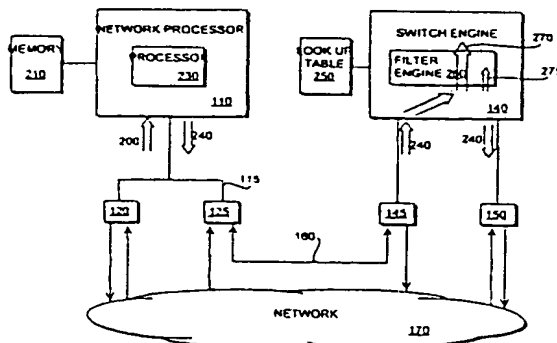 NETWORK PROCESSOR
MEMORY
210
PROCESSOR
230
110
200
240
115
120
125
160
LOOK UP
TABLE
250
SWITCH ENGINE
FILTER
ENGINE 260
270
275
140
240
240
145
150
NETWORK
170